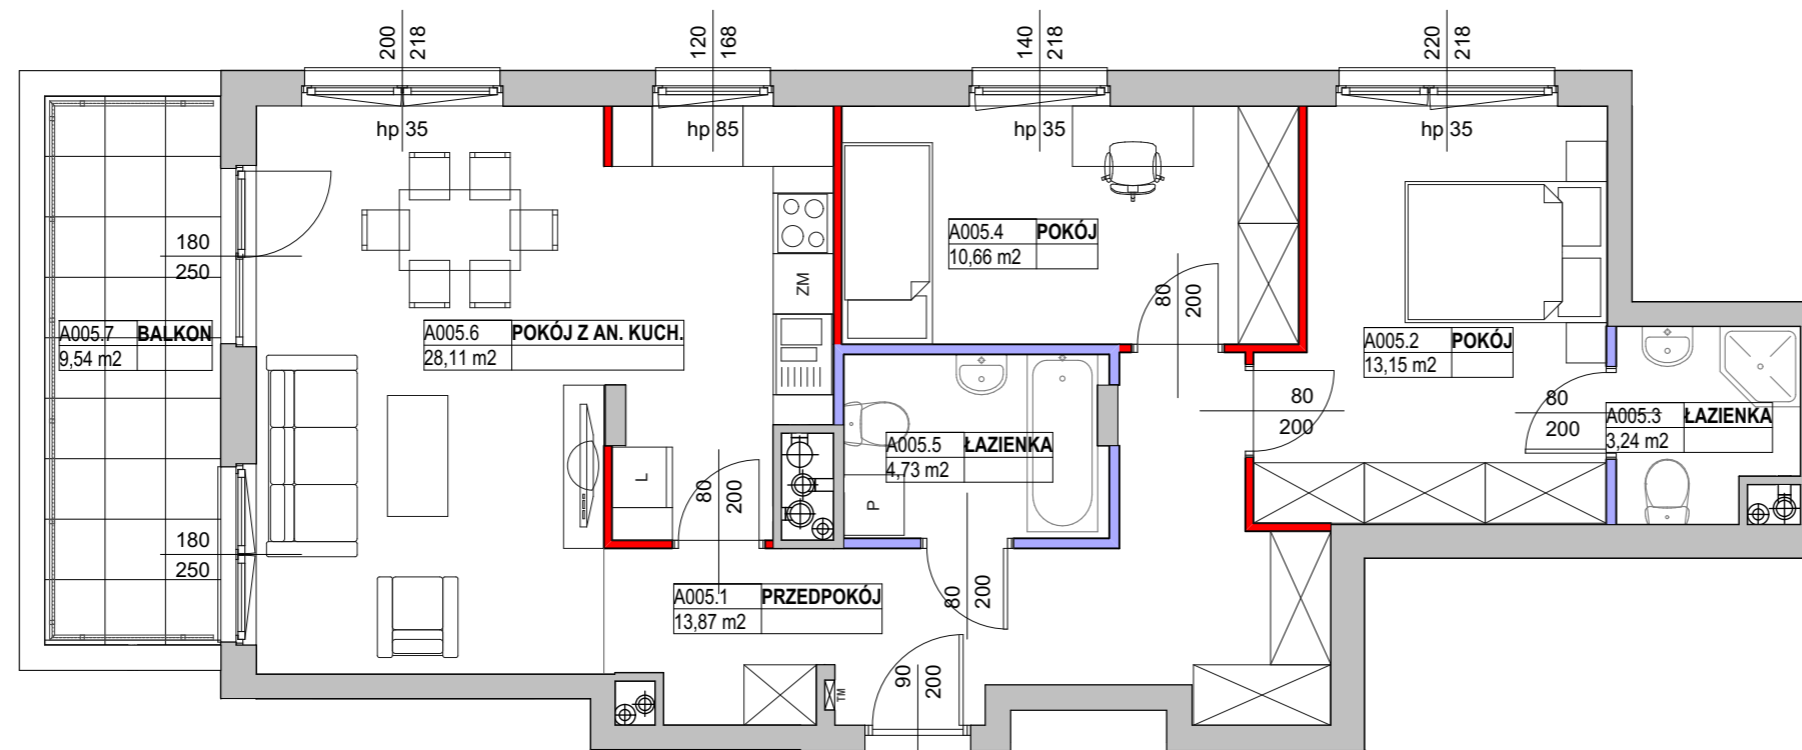 200
218
120
168
140
218
220
218
hp 35
hp 85
hp 35
hp 35
180
250
A005.7 BALKON
9,54 m2
A005.6 POKÓJ Z AN. KUCH.
28,11 m2
ZM
A005.4 POKÓJ
10,66 m2
80
200
A005.2 POKÓJ
13,15 m2
80
200
80
200
A005.3 ŁAZIENKA
3,24 m2
A005.5 ŁAZIENKA
4,73 m2
L
80
200
P
180
250
A005.1 PRZEDPOKÓJ
13,87 m2
80
200
TM
90
200